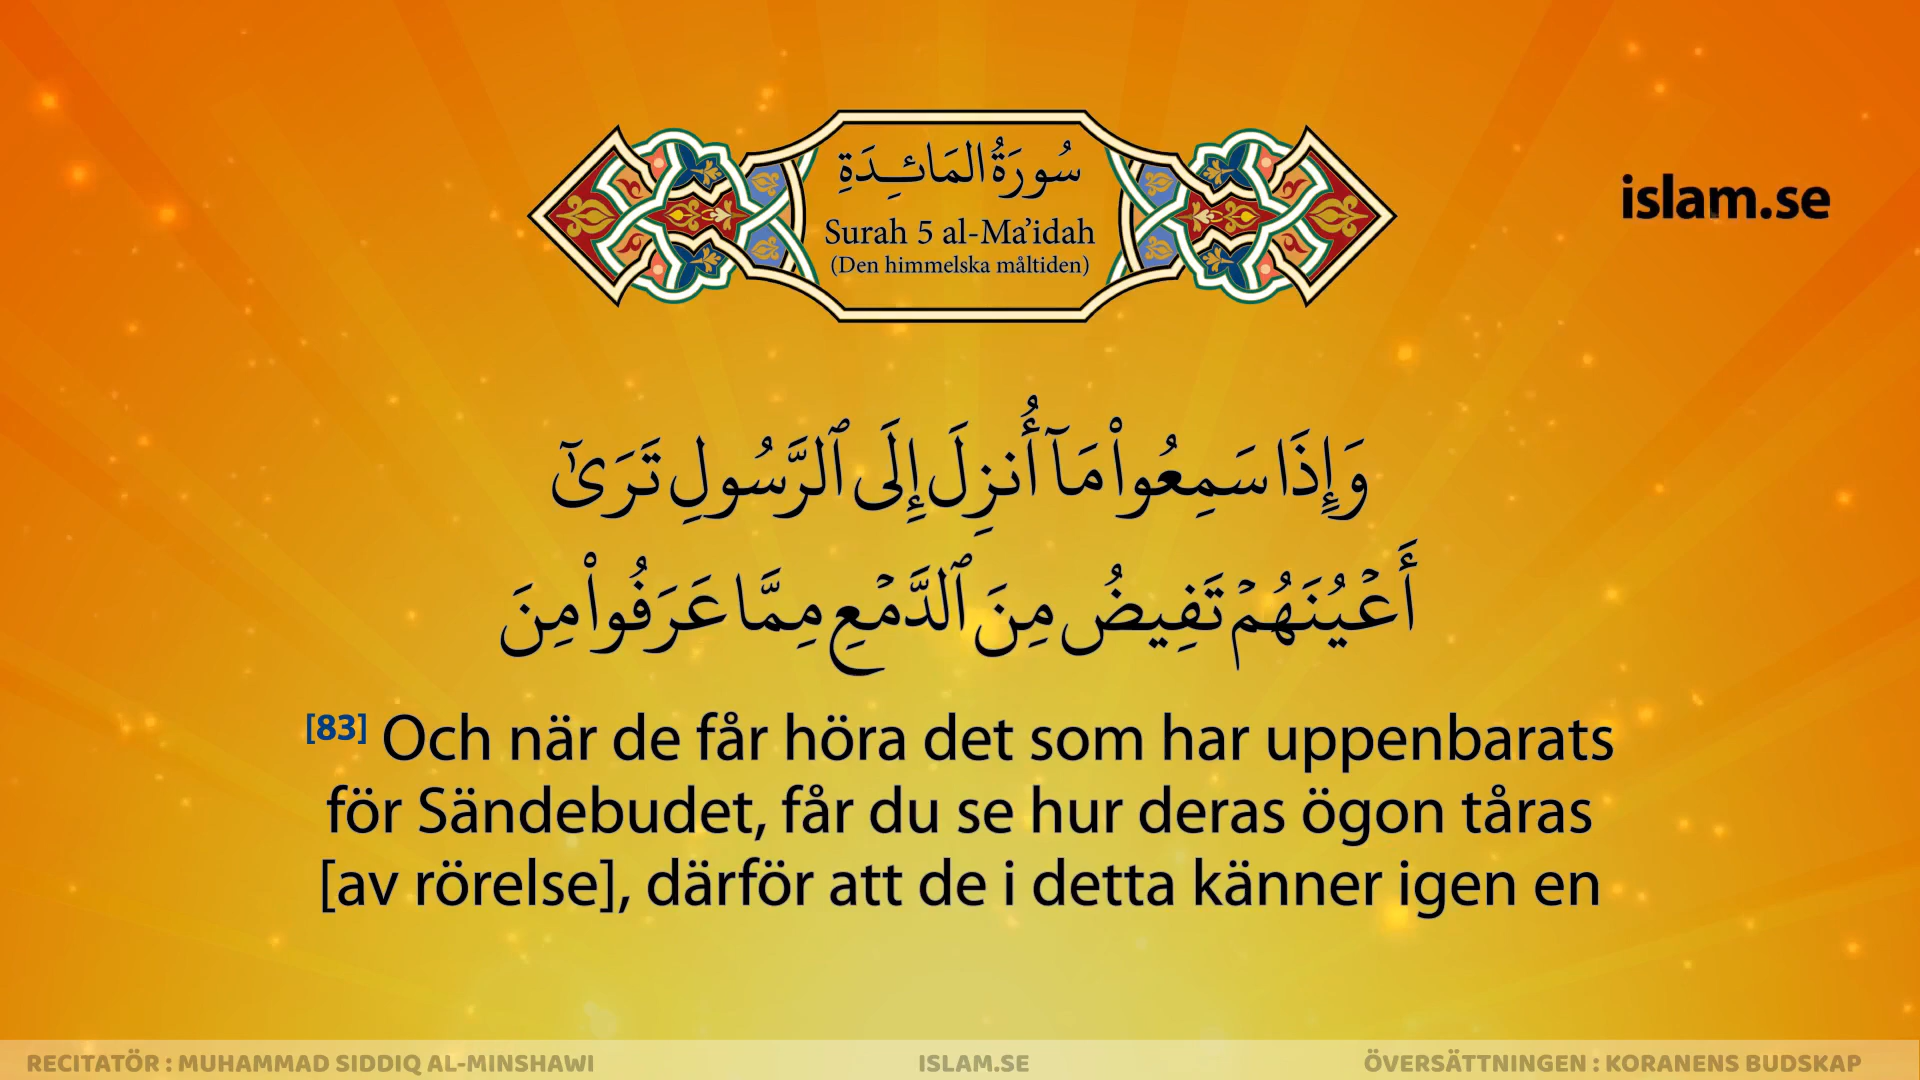 سُورَةُ المَائِدَةِ
Surah 5 al-Ma’idah
(Den himmelska måltiden)
islam.se
وَإِذَا سَمِعُوا۟ مَآ أُنزِلَ إِلَى ٱلرَّسُولِ تَرَىٰٓ
أَعْيُنَهُمْ تَفِيضُ مِنَ ٱلدَّمْعِ مِمَّا عَرَفُوا۟ مِنَ
[83] Och när de får höra det som har uppenbarats
för Sändebudet, får du se hur deras ögon tåras
[av rörelse], därför att de i detta känner igen en
RECITATÖR : MUHAMMAD SIDDIQ AL-MINSHAWI
ISLAM.SE
ÖVERSÄTTNINGEN : KORANENS BUDSKAP